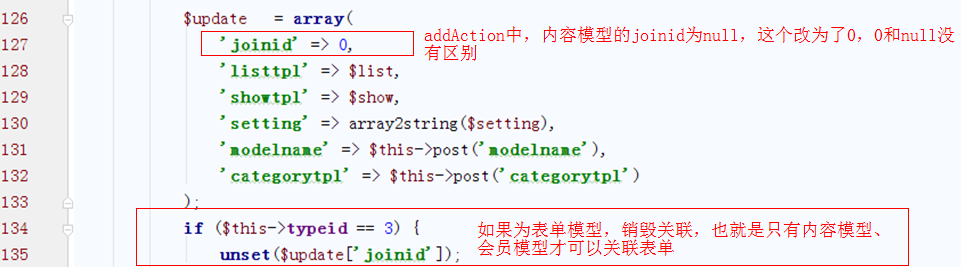 126 $update = array(
127 'joinid' => 0, addAction中，内容模型的joinid为null，这个改为了0，0和null没
有区别
128 'listtpl' => $list,
129 'showtpl' => $show,
130 'setting' => array2string($setting),
131 'modelname' => $this->post('modelname'),
132 'categorytpl' => $this->post('categorytpl')
133 );
134 if ($this->typeid == 3) { 如果为表单模型，销毁关联，也就是只有内容模型、
135 unset($update['joinid']); 会员模型才可以关联表单